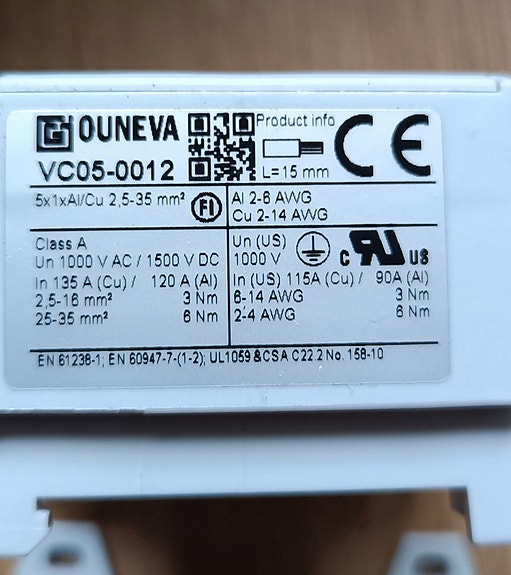 OUNEVA
Product info
VC05-0012
L=15 mm
CE
5x1xAl/Cu 2,5-35 mm²
FI
Al 2-6 AWG
Cu 2-14 AWG
Class A
Un 1000 V AC / 1500 V DC
In 135 A (Cu) / 120 A (Al)
2,5-16 mm² 3 Nm
25-35 mm² 6 Nm
Un (US)
1000 V
C RU US
In (US) 115A (Cu) / 90A (Al)
6-14 AWG 3 Nm
2-4 AWG 6 Nm
EN 61238-1; EN 60947-7-(1-2); UL1059 &CSA C22.2 No. 158-10